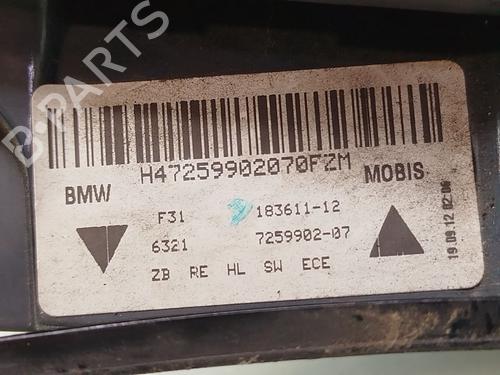 B-PARTS
H47259902070FZM
BMW
MOBIS
F31 183611-12
6321 7259902-07
ZB RE HL SW ECE
19.09.12 02:06